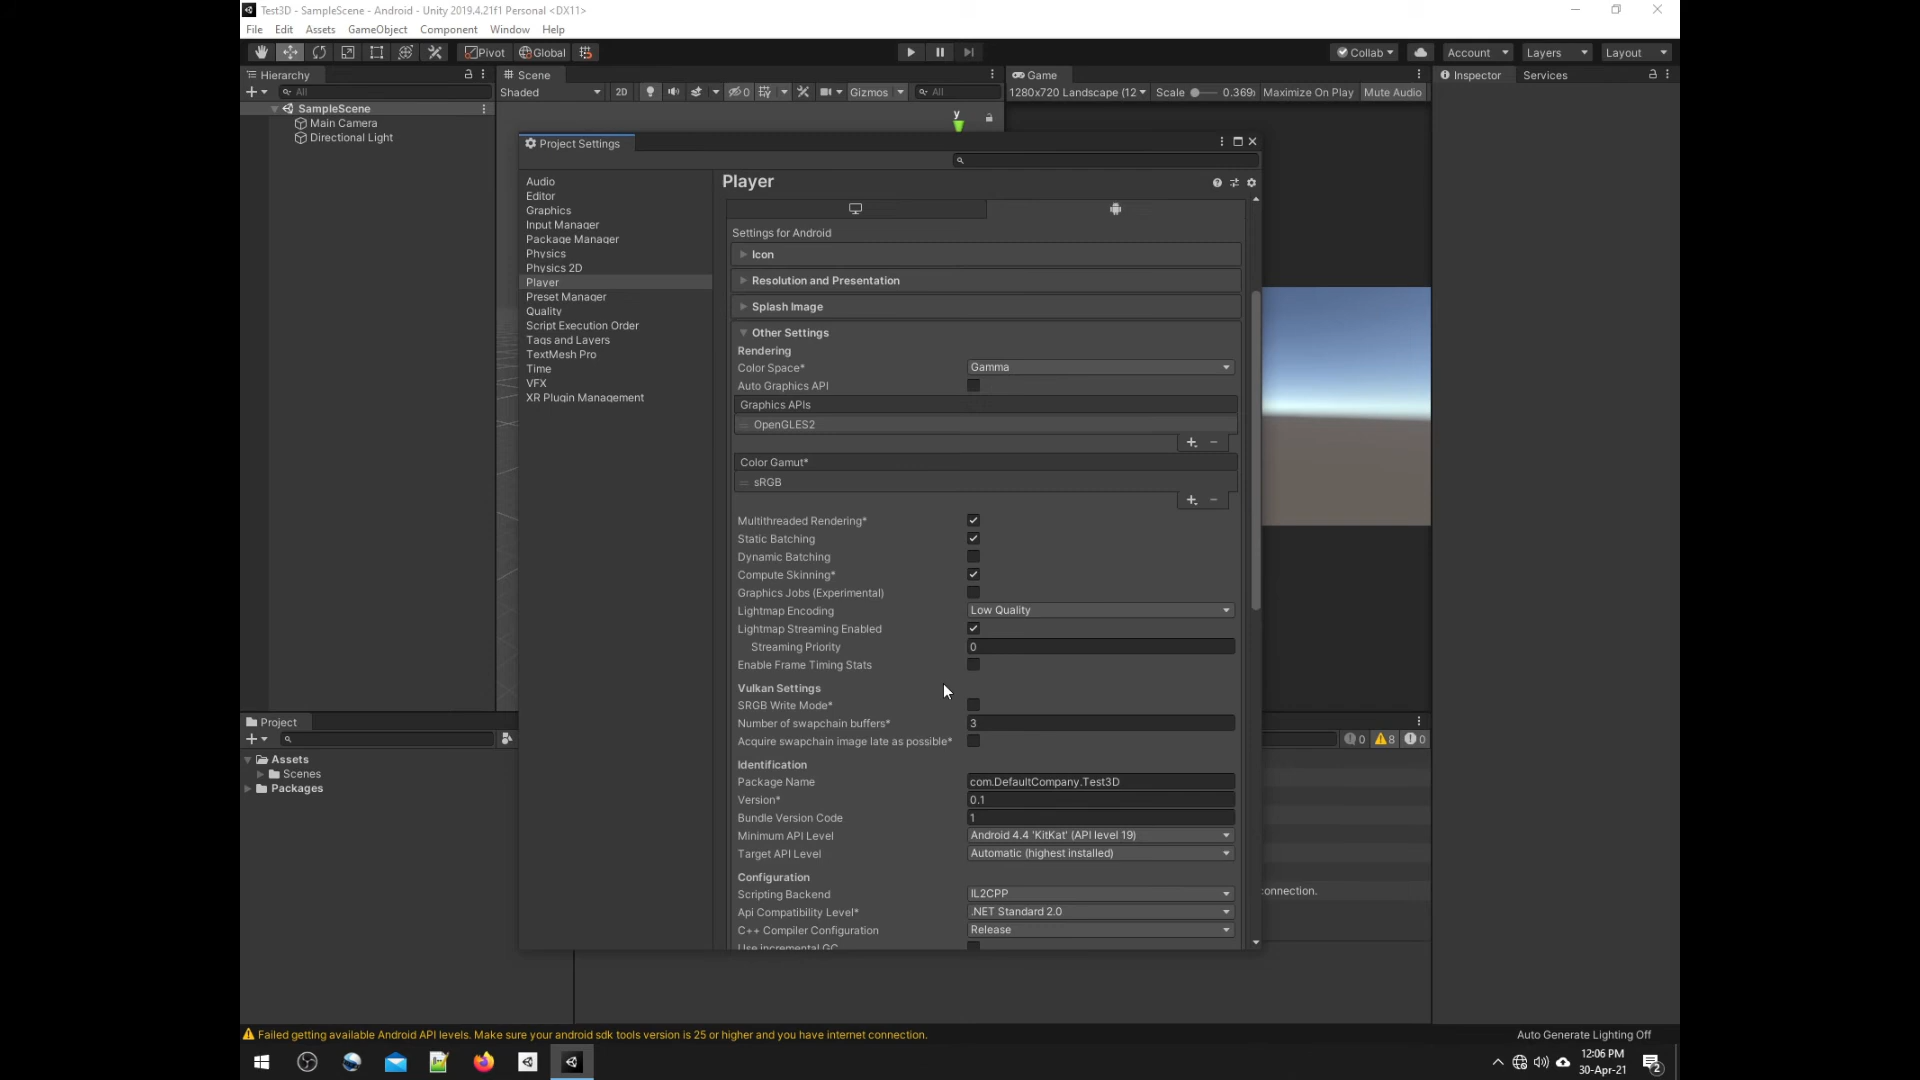 Test3D - SampleScene - Android - Unity 2019.4.21f1 Personal <DX11>
File Edit Assets GameObject Component Window Help
Pivot Global Collab Account Layers Layout
Hierarchy Scene Game Inspector Services
All Shaded 2D 0 Gizmos All 1280x720 Landscape (12 Scale 0.369 Maximize On Play Mute Audio
SampleScene
Main Camera
Directional Light
y
Project Settings
Audio
Editor
Graphics
Input Manager
Package Manager
Physics
Physics 2D
Player
Preset Manager
Quality
Script Execution Order
Tags and Layers
TextMesh Pro
Time
VFX
XR Plugin Management
Player
Settings for Android
Icon
Resolution and Presentation
Splash Image
Other Settings
Rendering
Color Space* Gamma
Auto Graphics API
Graphics APIs
OpenGLES2
Color Gamut*
sRGB
Multithreaded Rendering*
Static Batching
Dynamic Batching
Compute Skinning*
Graphics Jobs (Experimental)
Lightmap Encoding Low Quality
Lightmap Streaming Enabled
Streaming Priority 0
Enable Frame Timing Stats
Vulkan Settings
SRGB Write Mode*
Number of swapchain buffers* 3
Acquire swapchain image late as possible*
Identification
Package Name com.DefaultCompany.Test3D
Version* 0.1
Bundle Version Code 1
Minimum API Level Android 4.4 'KitKat' (API level 19)
Target API Level Automatic (highest installed)
Configuration
Scripting Backend IL2CPP
Api Compatibility Level* .NET Standard 2.0
C++ Compiler Configuration Release
Use incremental GC
Project
0 8 0
Assets
Scenes
Packages
connection.
Failed getting available Android API levels. Make sure your android sdk tools version is 25 or higher and you have internet connection.
Auto Generate Lighting Off
12:06 PM
30-Apr-21
2